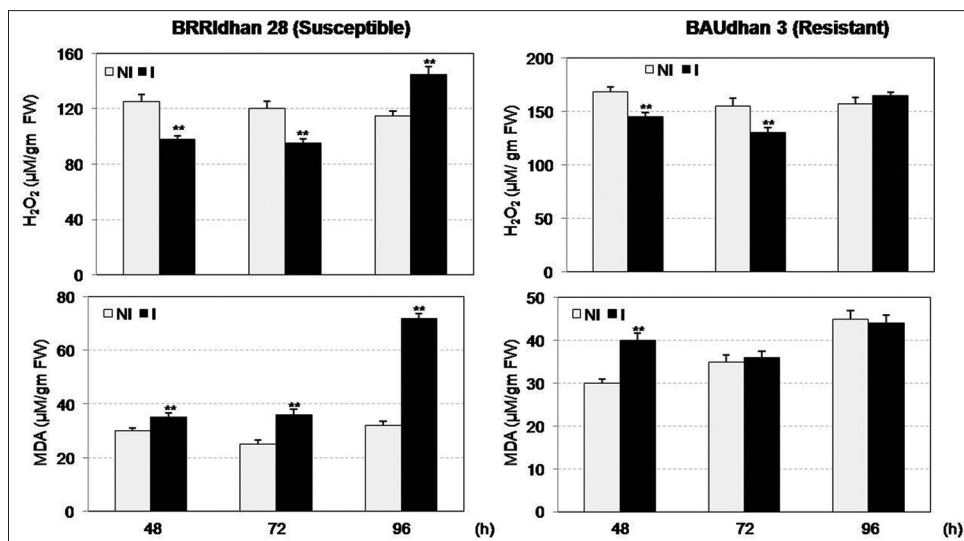 BRRIdhan 28 (Susceptible)
160
120
80
40
0
H₂O₂ (µM/gm FW)
NI I
**
**
**
BAUdhan 3 (Resistant)
200
150
100
50
0
H₂O₂ (µM/ gm FW)
NI I
**
**
80
60
40
20
0
MDA (µM/gm FW)
NI I
**
**
**
48 72 96 (h)
50
40
30
20
10
0
MDA (µM/gm FW)
NI I
**
48 72 96 (h)